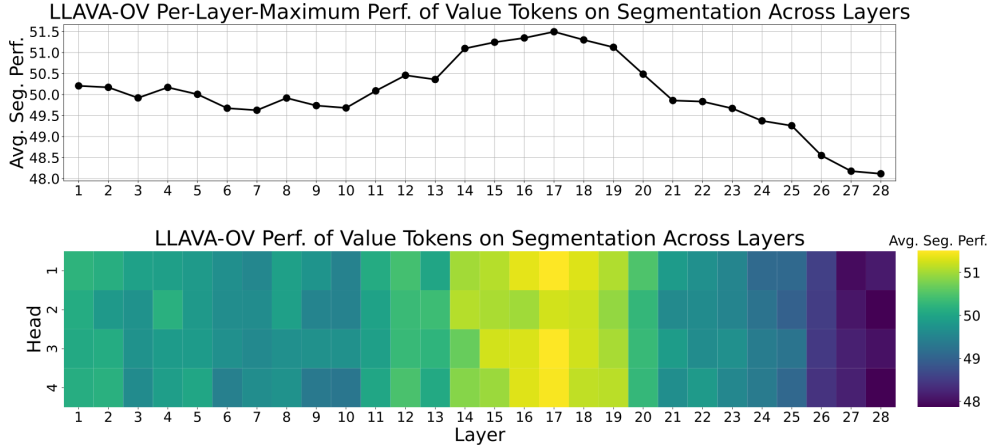 LLAVA-OV Per-Layer-Maximum Perf. of Value Tokens on Segmentation Across Layers
Avg. Seg. Perf.
51.5
51.0
50.5
50.0
49.5
49.0
48.5
48.0
1 2 3 4 5 6 7 8 9 10 11 12 13 14 15 16 17 18 19 20 21 22 23 24 25 26 27 28
LLAVA-OV Perf. of Value Tokens on Segmentation Across Layers
Avg. Seg. Perf.
Head
1
2
3
4
51
50
49
48
1 2 3 4 5 6 7 8 9 10 11 12 13 14 15 16 17 18 19 20 21 22 23 24 25 26 27 28
Layer